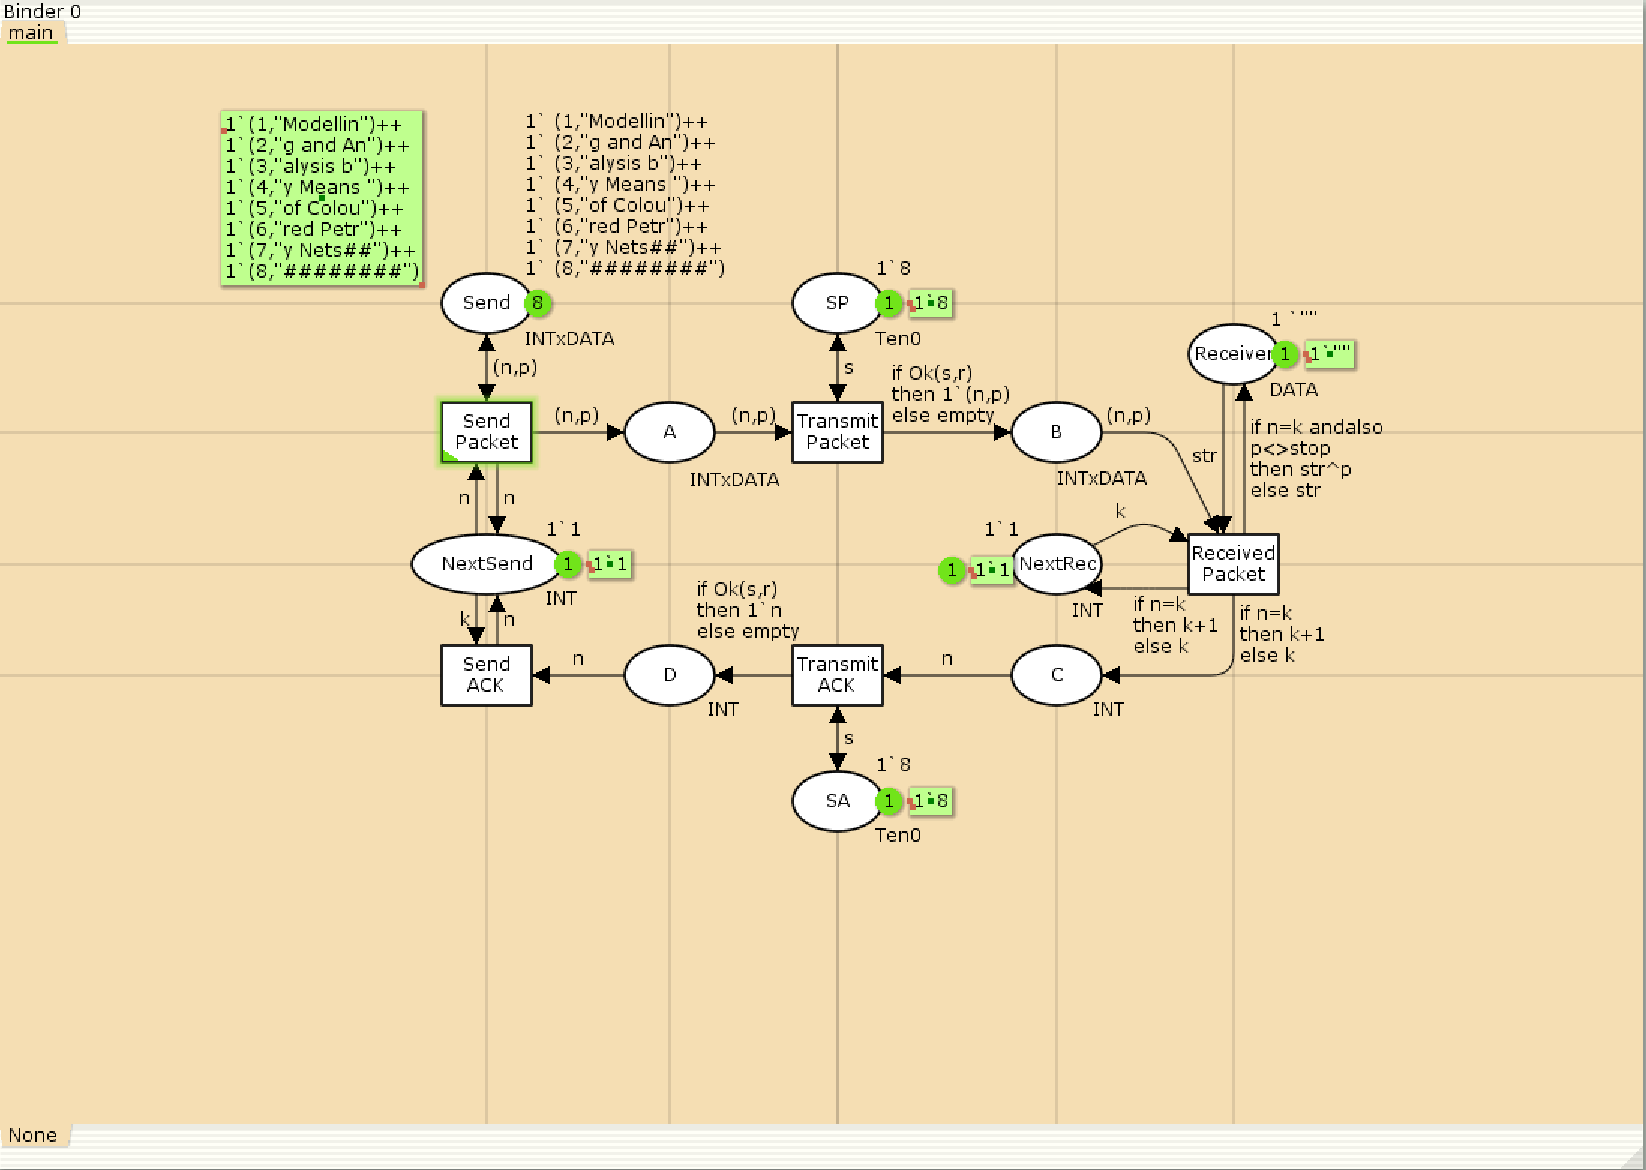 Binder 0
main
1`(1,"Modellin")++
1`(2,"g and An")++
1`(3,"alysis b")++
1`(4,"y Means ")++
1`(5,"of Colou")++
1`(6,"red Petr")++
1`(7,"y Nets##")++
1`(8,"########")
1` (1,"Modellin")++
1` (2,"g and An")++
1` (3,"alysis b")++
1` (4,"y Means ")++
1` (5,"of Colou")++
1` (6,"red Petr")++
1` (7,"y Nets##")++
1` (8,"########")
Send
8
INTxDATA
(n,p)
1`8
SP
1
1`8
Ten0
s
1 `""
Receiver
1
1`""
DATA
Send
Packet
(n,p)
A
INTxDATA
(n,p)
Transmit
Packet
if Ok(s,r)
then 1`(n,p)
else empty
B
INTxDATA
(n,p)
str
if n=k andalso
p<>stop
then str^p
else str
n
n
1`1
NextSend
1
1`1
INT
k
1`1
1
1`1
NextRec
INT
Received
Packet
if n=k
then k+1
else k
if n=k
then k+1
else k
k
n
Send
ACK
n
D
INT
if Ok(s,r)
then 1`n
else empty
Transmit
ACK
n
C
INT
s
1`8
SA
1
1`8
Ten0
None